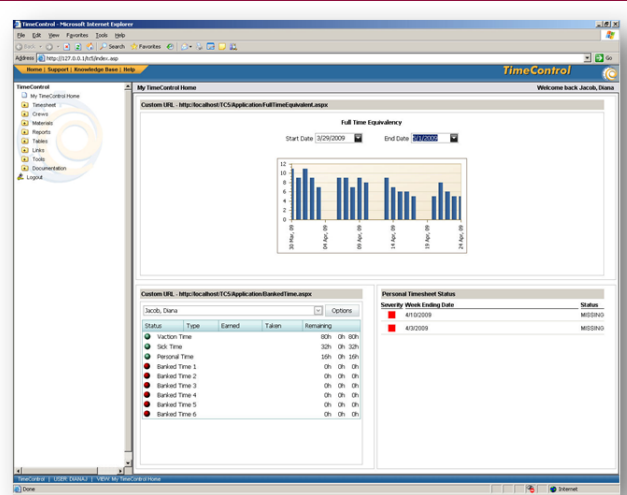 TimeControl - Microsoft Internet Explorer
File Edit View Favorites Tools Help
Back Search Favorites
Address http://127.0.0.1/tc5/index.asp Go
Home | Support | Knowledge Base | Help
TimeControl
TimeControl
My TimeControl Home
Timesheet
Crews
Materials
Reports
Tables
Links
Tools
Documentation
Logout
My TimeControl Home Welcome back Jacob, Diana
Custom URL - http:localhost!TC5/Application/FullTimeEquivalent.aspx
Full Time Equivalency
Start Date 3/29/2009 End Date
12
10
8
6
4
2
0
30 Mar, 09 04 Apr, 09 09 Apr, 09 14 Apr, 09 19 Apr, 09 24 Apr, 09
Custom URL - http:localhost!TC5/Application/BankedTime.aspx
Jacob, Diana Options
Status Type Earned Taken Remaining
Vaction Time 80h 0h 80h
Sick Time 32h 0h 32h
Personal Time 16h 0h 16h
Banked Time 1 0h 0h 0h
Banked Time 2 0h 0h 0h
Banked Time 3 0h 0h 0h
Banked Time 4 0h 0h 0h
Banked Time 5 0h 0h 0h
Banked Time 6 0h 0h 0h
Personal Timesheet Status
Severity Week Ending Date Status
4/10/2009 MISSING
4/3/2009 MISSING
TimeControl | USER: DIANAJ | VIEW: My TimeControl Home
Done Internet